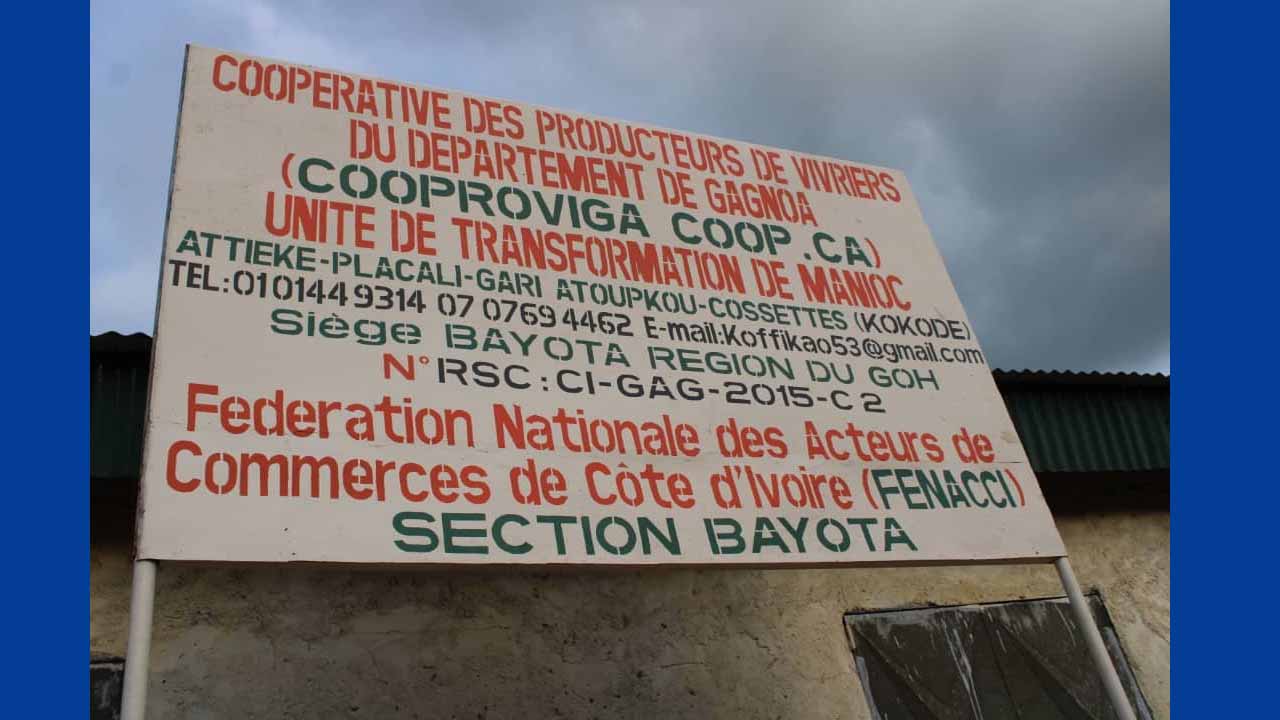 COOPERATIVE DES PRODUCTEURS DE VIVRIERS
DU DEPARTEMENT DE GAGNOA
(COOPROVIGA COOP.CA)
UNITE DE TRANSFORMATION DE MANIOC
ATTIEKE-PLACALI-GARI ATOUPKOU-COSSETTES (KOKODE)
TEL:0101449314 07 07694462 E-mail:Koffikao53@gmail.com
Siège BAYOTA REGION DU GOH
N° RSC:CI-GAG-2015-C 2
Federation Nationale des Acteurs de
Commerces de Côte d'Ivoire (FENACCI)
SECTION BAYOTA